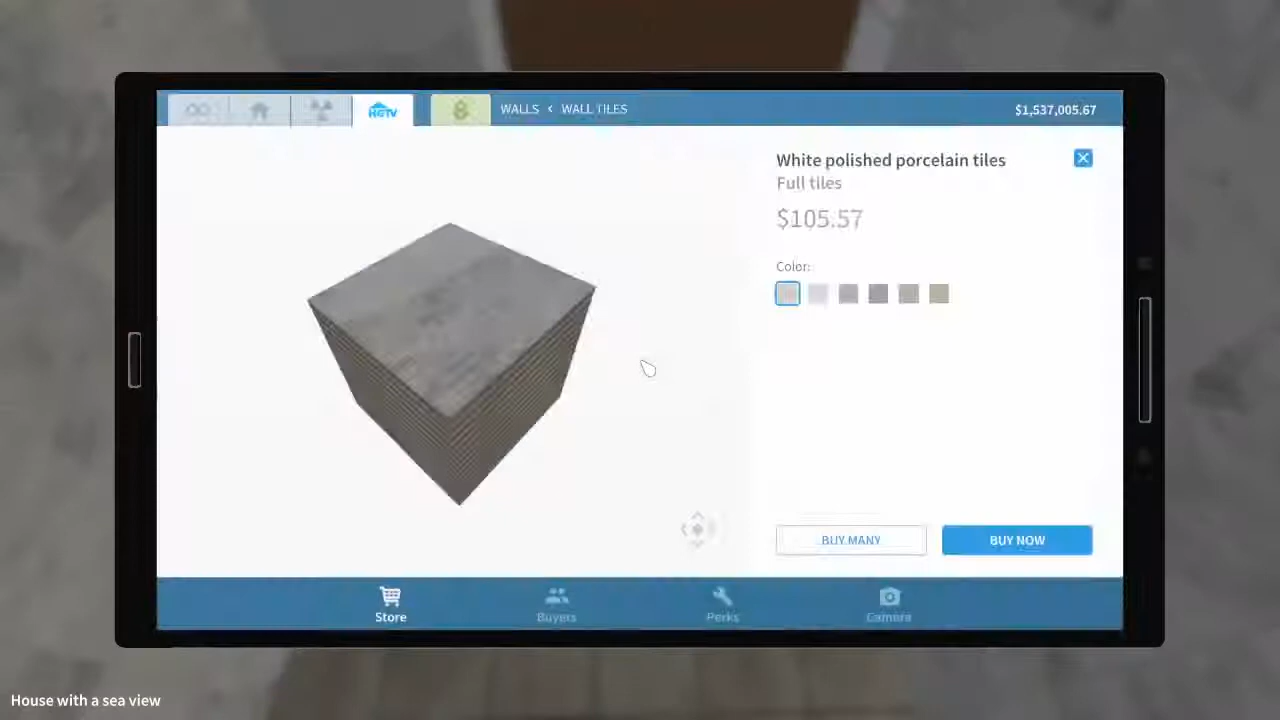 HGTV
WALLS < WALL TILES
$1,537,005.67
White polished porcelain tiles
Full tiles
$105.57
Color:
BUY MANY
BUY NOW
Store
Buyers
Perks
Camera
House with a sea view